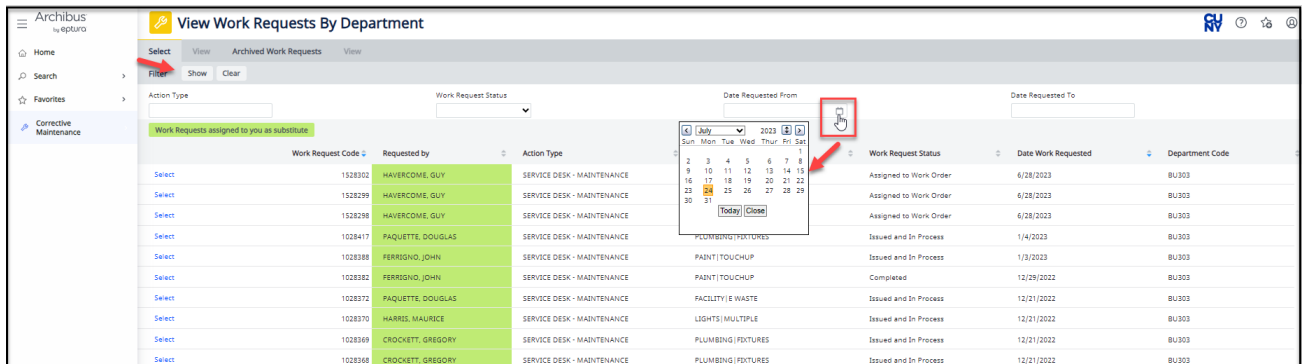 Archibus
by eptura
View Work Requests By Department
CU
NY
Home
Search
Favorites
Corrective
Maintenance
Select View Archived Work Requests View
Filter Show Clear
Action Type Work Request Status Date Requested From Date Requested To
Work Requests assigned to you as substitute
July 2023
Sun Mon Tue Wed Thur Fri Sat
1
2 3 4 5 6 7 8
9 10 11 12 13 14 15
16 17 18 19 20 21 22
23 24 25 26 27 28 29
30 31
Today Close
Work Request Code Requested by Action Type Work Request Status Date Work Requested Department Code
Select 1528302 HAVERCOME, GUY SERVICE DESK - MAINTENANCE Assigned to Work Order 6/28/2023 BU303
Select 1528299 HAVERCOME, GUY SERVICE DESK - MAINTENANCE Assigned to Work Order 6/28/2023 BU303
Select 1528298 HAVERCOME, GUY SERVICE DESK - MAINTENANCE Assigned to Work Order 6/28/2023 BU303
Select 1028417 PAQUETTE, DOUGLAS SERVICE DESK - MAINTENANCE PLUMBING|FIXTURES Issued and In Process 1/4/2023 BU303
Select 1028388 FERRIGNO, JOHN SERVICE DESK - MAINTENANCE PAINT|TOUCHUP Issued and In Process 1/3/2023 BU303
Select 1028382 FERRIGNO, JOHN SERVICE DESK - MAINTENANCE PAINT|TOUCHUP Completed 12/29/2022 BU303
Select 1028372 PAQUETTE, DOUGLAS SERVICE DESK - MAINTENANCE FACILITY|E WASTE Issued and In Process 12/21/2022 BU303
Select 1028370 HARRIS, MAURICE SERVICE DESK - MAINTENANCE LIGHTS|MULTIPLE Issued and In Process 12/21/2022 BU303
Select 1028369 CROCKETT, GREGORY SERVICE DESK - MAINTENANCE PLUMBING|FIXTURES Issued and In Process 12/21/2022 BU303
Select 1028368 CROCKETT, GREGORY SERVICE DESK - MAINTENANCE PLUMBING|FIXTURES Issued and In Process 12/21/2022 BU303